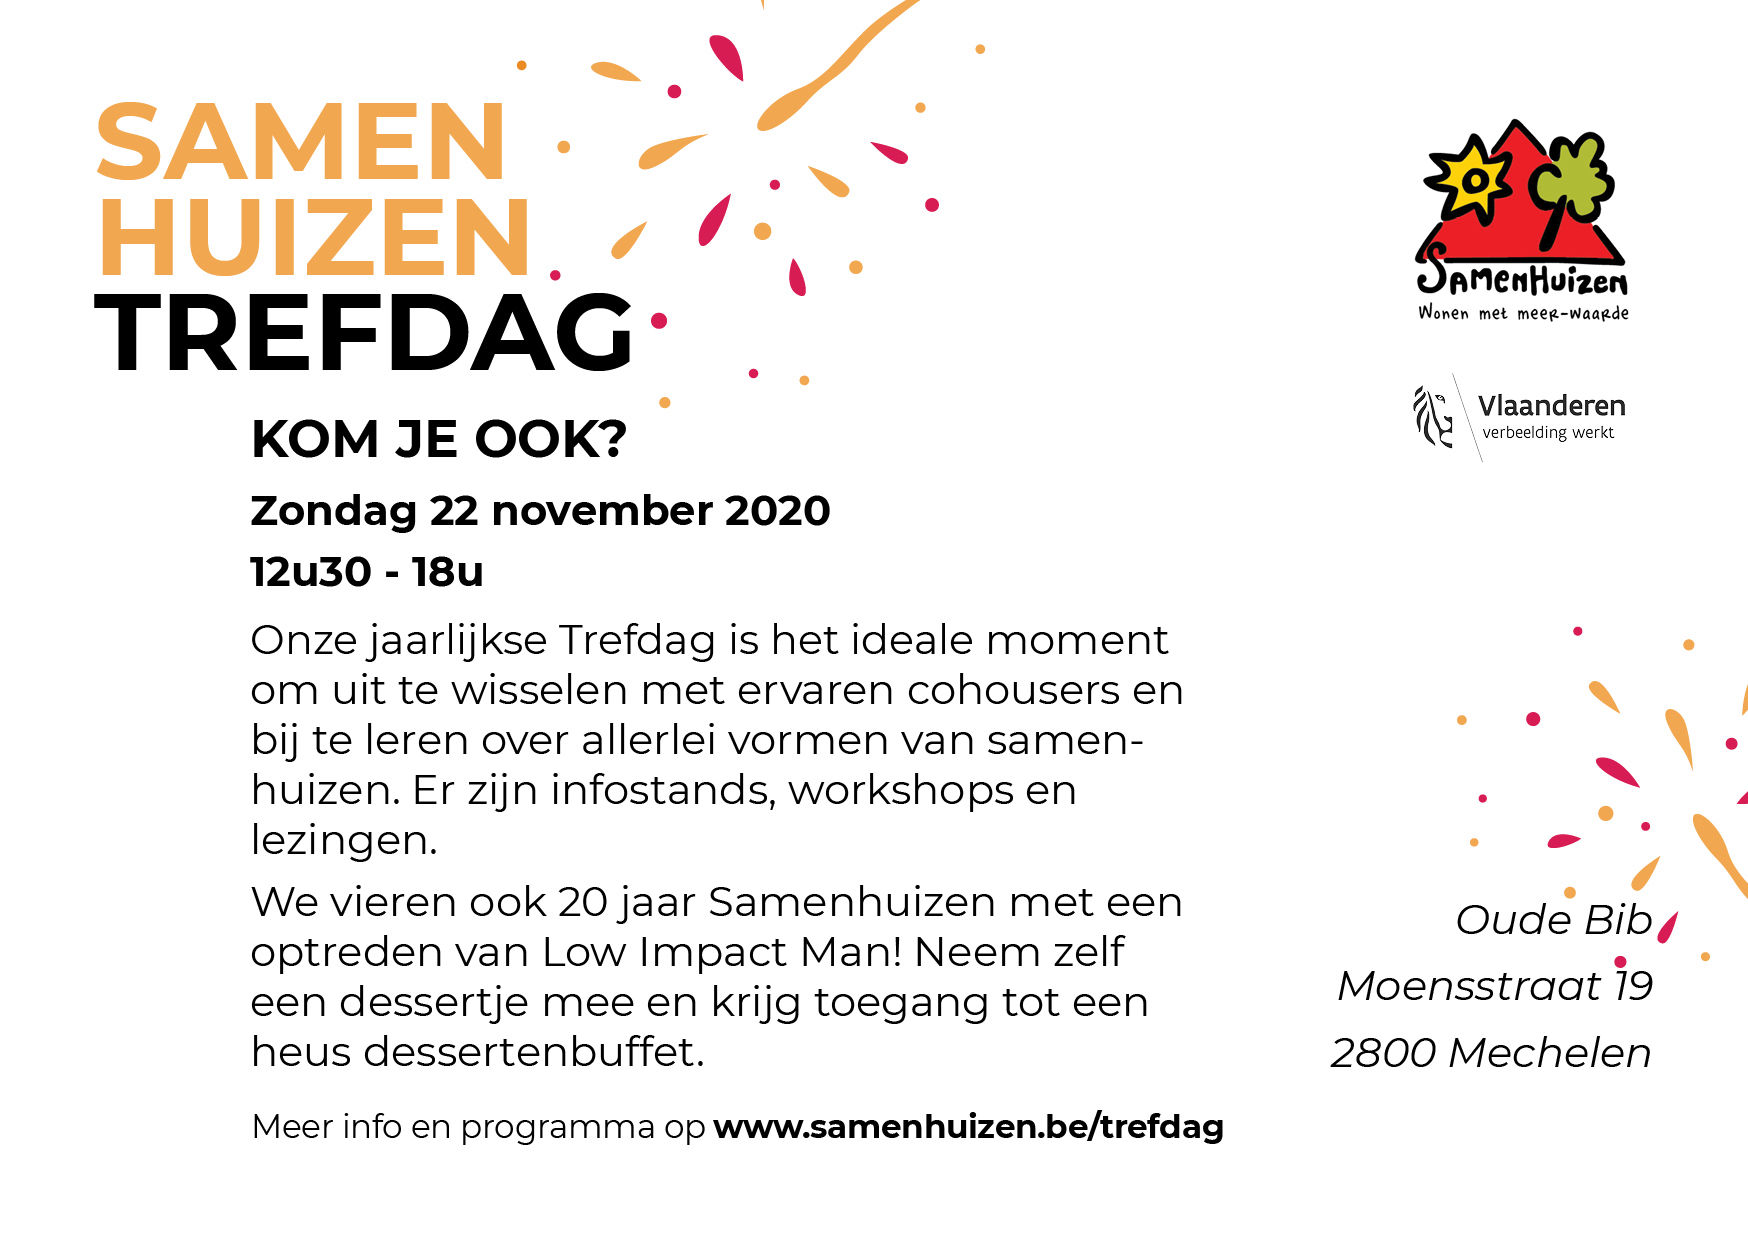 SAMEN
HUIZEN
TREFDAG
SAMENHUIZEN
WONEN MET MEER-WAARDE
Vlaanderen
verbeelding werkt
KOM JE OOK?
Zondag 22 november 2020
12u30 - 18u
Onze jaarlijkse Trefdag is het ideale moment
om uit te wisselen met ervaren cohousers en
bij te leren over allerlei vormen van samen-
huizen. Er zijn infostands, workshops en
lezingen.
We vieren ook 20 jaar Samenhuizen met een
optreden van Low Impact Man! Neem zelf
een dessertje mee en krijg toegang tot een
heus dessertenbuffet.
Meer info en programma op www.samenhuizen.be/trefdag
Oude Bib
Moensstraat 19
2800 Mechelen